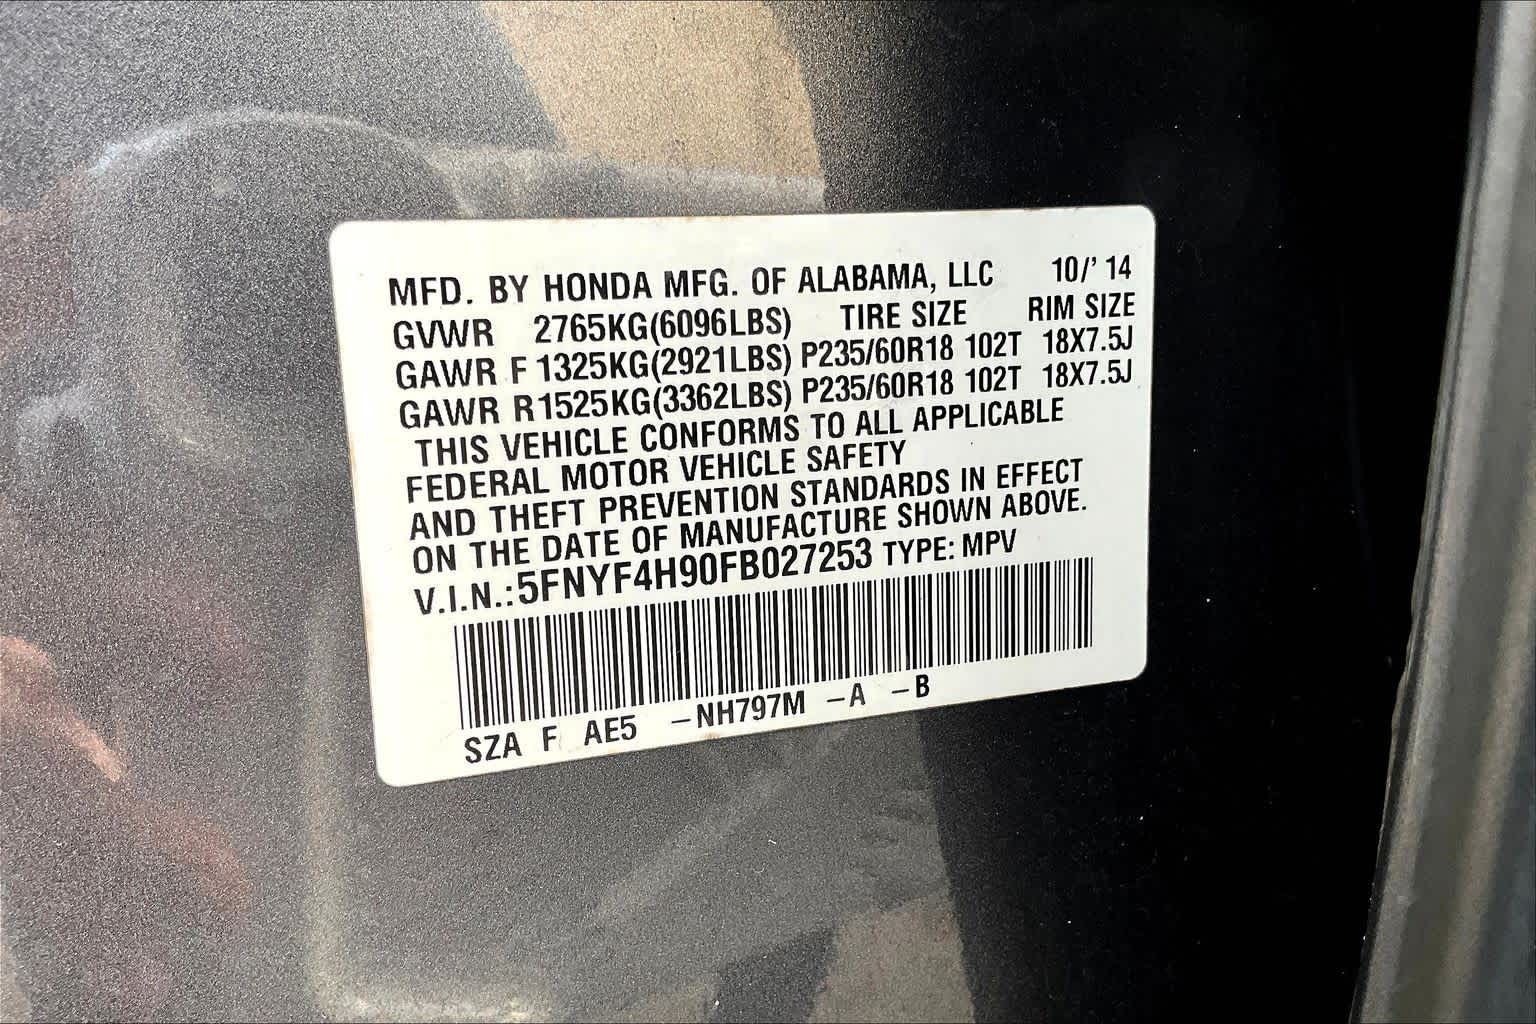 MFD. BY HONDA MFG. OF ALABAMA, LLC 10/' 14
GVWR 2765KG(6096LBS) TIRE SIZE RIM SIZE
GAWR F 1325KG(2921LBS) P235/60R18 102T 18X7.5J
GAWR R1525KG(3362LBS) P235/60R18 102T 18X7.5J
THIS VEHICLE CONFORMS TO ALL APPLICABLE
FEDERAL MOTOR VEHICLE SAFETY
AND THEFT PREVENTION STANDARDS IN EFFECT
ON THE DATE OF MANUFACTURE SHOWN ABOVE.
V.I.N.:5FNYF4H90FB027253 TYPE: MPV
SZA F AE5 -NH797M -A -B